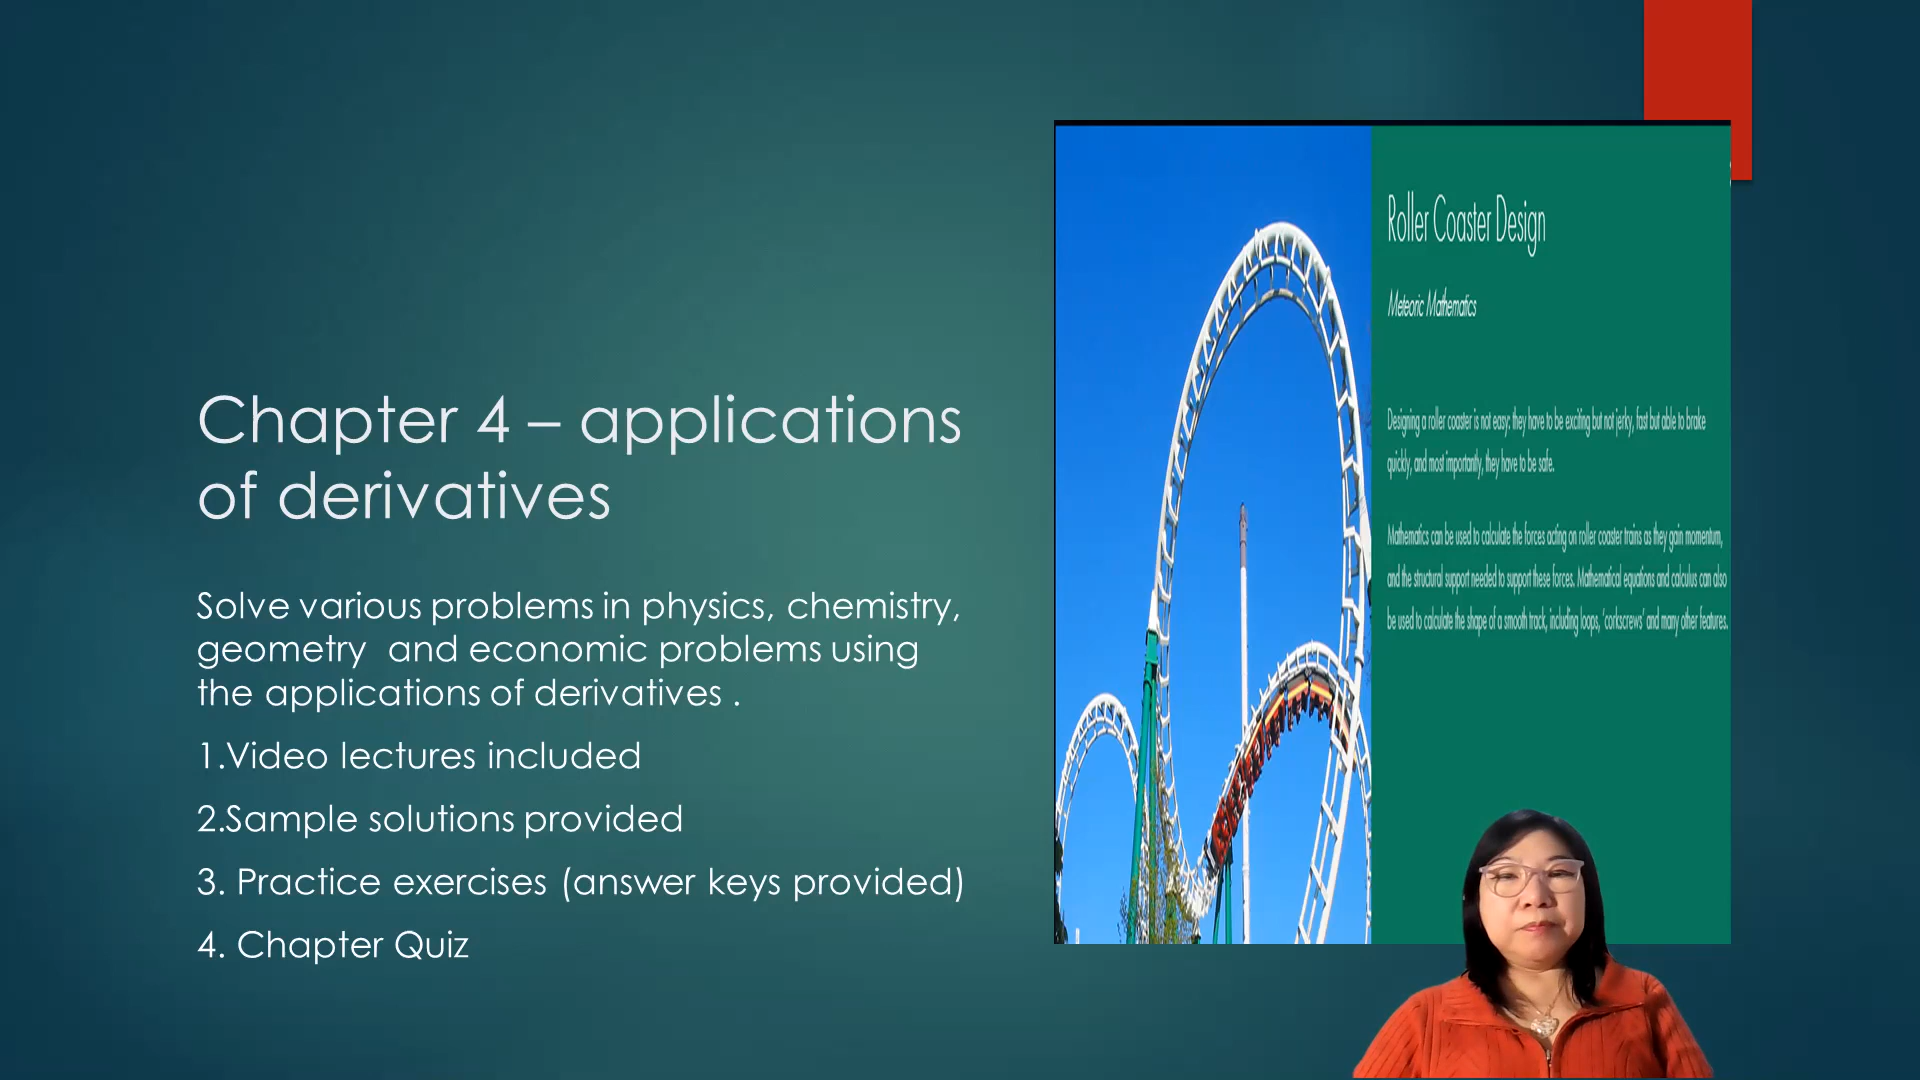 Chapter 4 – applications
of derivatives
Solve various problems in physics, chemistry,
geometry  and economic problems using
the applications of derivatives .
1.Video lectures included
2.Sample solutions provided
3. Practice exercises (answer keys provided)
4. Chapter Quiz
Roller Coaster Design
Meteoric Mathematics
Designing a roller coaster is not easy: they have to be exciting but not jerky, fast but able to brake
quickly, and most importantly, they have to be safe.
Mathematics can be used to calculate the forces acting on roller coaster trains as they gain momentum,
and the structural support needed to support these forces. Mathematical equations and calculus can also
be used to calculate the shape of a smooth track, including loops, 'corkscrews' and many other features.